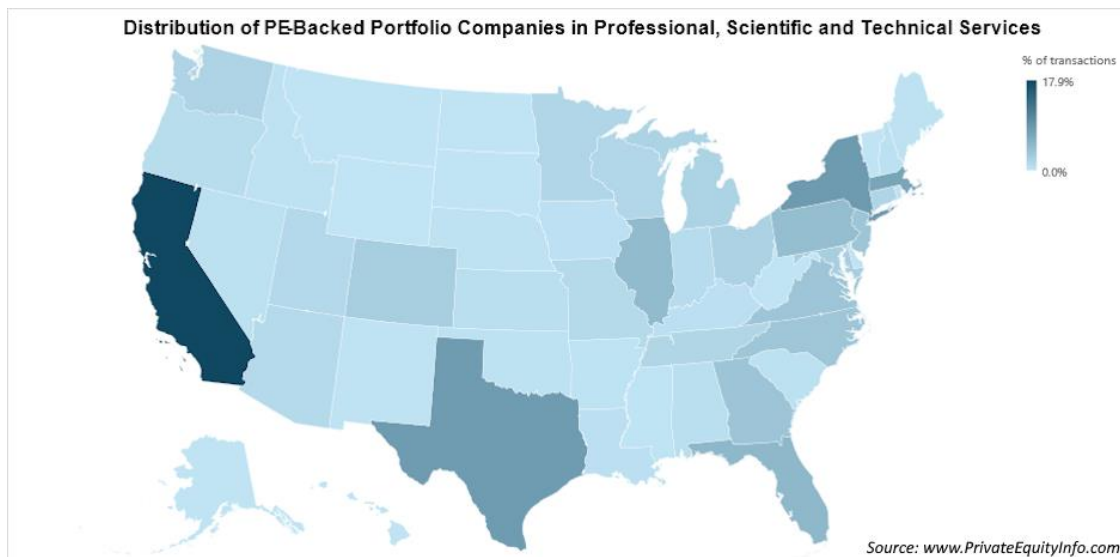 Distribution of PE-Backed Portfolio Companies in Professional, Scientific and Technical Services
% of transactions
17.9%
0.0%
Source: www.PrivateEquityInfo.com